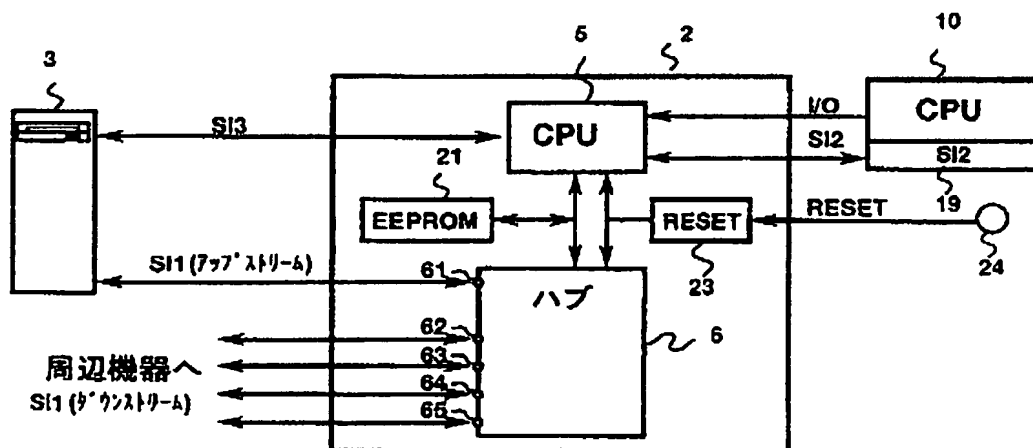 5
2
10
3
CPU
I/O
CPU
SI3
SI2
SI2
21
19
EEPROM
RESET
RESET
24
23
SI1 (アップストリーム)
61
ハブ
62
6
63
周辺機器へ
64
SI1 (ダウンストリーム)
65